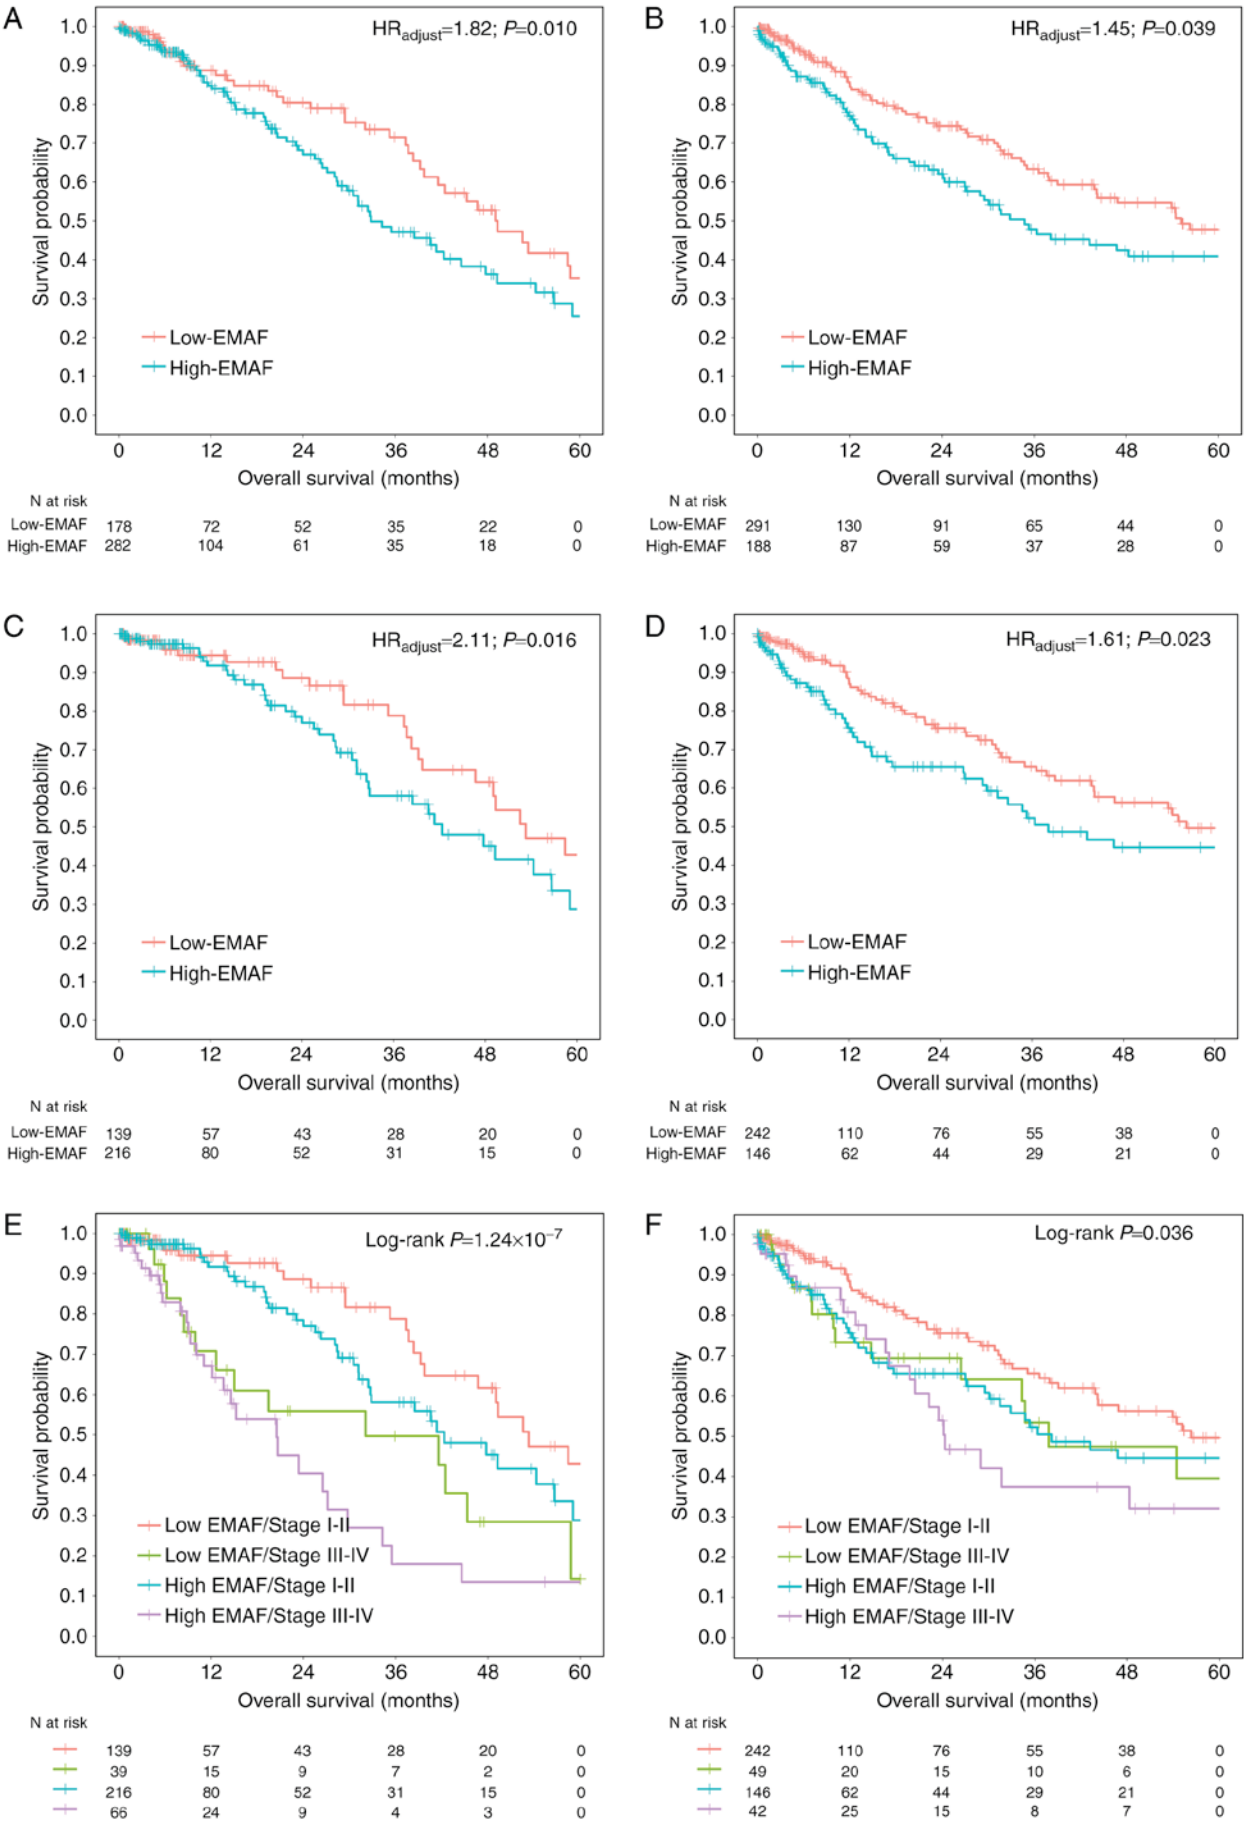 A
HRadjust=1.82; P=0.010
Survival probability
1.0
0.9
0.8
0.7
0.6
0.5
0.4
0.3
0.2
0.1
0.0
Low-EMAF
High-EMAF
0 12 24 36 48 60
Overall survival (months)
N at risk
Low-EMAF 178 72 52 35 22 0
High-EMAF 282 104 61 35 18 0
B
HRadjust=1.45; P=0.039
Survival probability
1.0
0.9
0.8
0.7
0.6
0.5
0.4
0.3
0.2
0.1
0.0
Low-EMAF
High-EMAF
0 12 24 36 48 60
Overall survival (months)
N at risk
Low-EMAF 291 130 91 65 44 0
High-EMAF 188 87 59 37 28 0
C
HRadjust=2.11; P=0.016
Survival probability
1.0
0.9
0.8
0.7
0.6
0.5
0.4
0.3
0.2
0.1
0.0
Low-EMAF
High-EMAF
0 12 24 36 48 60
Overall survival (months)
N at risk
Low-EMAF 139 57 43 28 20 0
High-EMAF 216 80 52 31 15 0
D
HRadjust=1.61; P=0.023
Survival probability
1.0
0.9
0.8
0.7
0.6
0.5
0.4
0.3
0.2
0.1
0.0
Low-EMAF
High-EMAF
0 12 24 36 48 60
Overall survival (months)
N at risk
Low-EMAF 242 110 76 55 38 0
High-EMAF 146 62 44 29 21 0
E
Log-rank P=1.24×10⁻⁷
Survival probability
1.0
0.9
0.8
0.7
0.6
0.5
0.4
0.3
0.2
0.1
0.0
Low EMAF/Stage I-II
Low EMAF/Stage III-IV
High EMAF/Stage I-II
High EMAF/Stage III-IV
0 12 24 36 48 60
Overall survival (months)
N at risk
139 57 43 28 20 0
39 15 9 7 2 0
216 80 52 31 15 0
66 24 9 4 3 0
F
Log-rank P=0.036
Survival probability
1.0
0.9
0.8
0.7
0.6
0.5
0.4
0.3
0.2
0.1
0.0
Low EMAF/Stage I-II
Low EMAF/Stage III-IV
High EMAF/Stage I-II
High EMAF/Stage III-IV
0 12 24 36 48 60
Overall survival (months)
N at risk
242 110 76 55 38 0
49 20 15 10 6 0
146 62 44 29 21 0
42 25 15 8 7 0